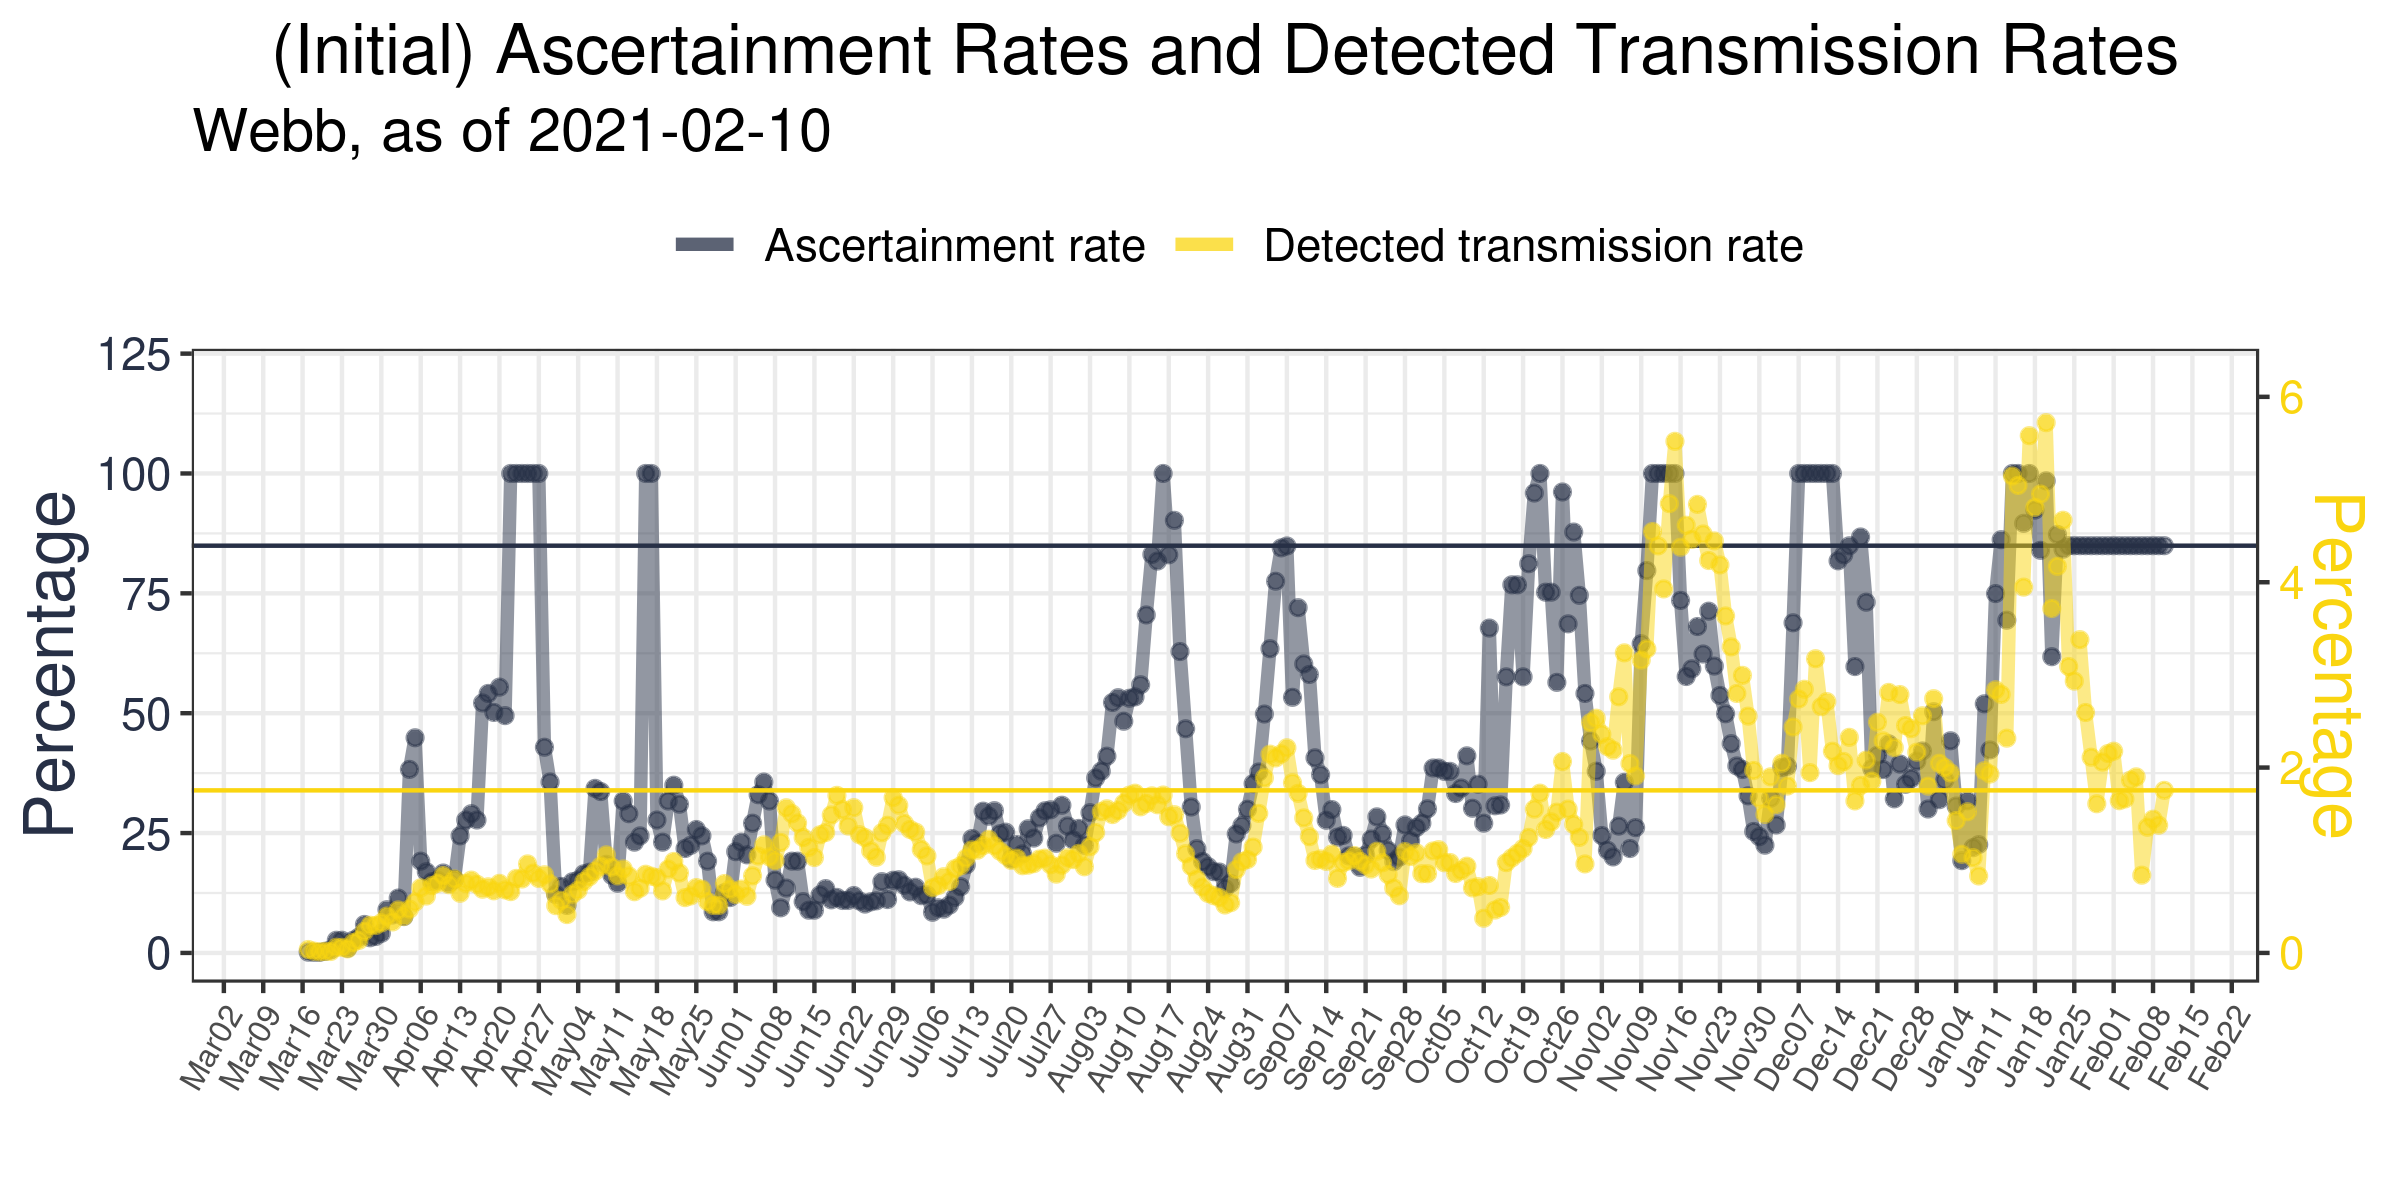 (Initial) Ascertainment Rates and Detected Transmission Rates
Webb, as of 2021-02-10
Ascertainment rate Detected transmission rate
125
100
75
50
25
0
Percentage
6
4
2
0
Percentage
Mar02 Mar09 Mar16 Mar23 Mar30 Apr06 Apr13 Apr20 Apr27 May04 May11 May18 May25 Jun01 Jun08 Jun15 Jun22 Jun29 Jul06 Jul13 Jul20 Jul27 Aug03 Aug10 Aug17 Aug24 Aug31 Sep07 Sep14 Sep21 Sep28 Oct05 Oct12 Oct19 Oct26 Nov02 Nov09 Nov16 Nov23 Nov30 Dec07 Dec14 Dec21 Dec28 Jan04 Jan11 Jan18 Jan25 Feb01 Feb08 Feb15 Feb22